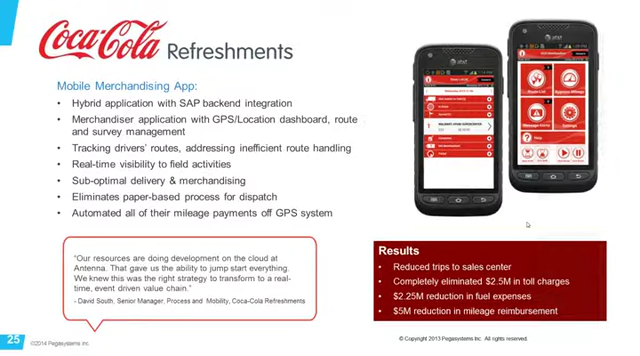 Coca-Cola Refreshments
Mobile Merchandising App:
• Hybrid application with SAP backend integration
• Merchandiser application with GPS/Location dashboard, route
and survey management
• Tracking drivers' routes, addressing inefficient route handling
• Real-time visibility to field activities
• Sub-optimal delivery & merchandising
• Eliminates paper-based process for dispatch
• Automated all of their mileage payments off GPS system
at&t
at&t
Settings
Help
"Our resources are doing development on the cloud at
Antenna. That gave us the ability to jump start everything.
We knew this was the right strategy to transform to a real-
time, event driven value chain."
- David South, Senior Manager, Process and Mobility, Coca-Cola Refreshments
Results
• Reduced trips to sales center
• Completely eliminated $2.5M in toll charges
• $2.25M reduction in fuel expenses
• $5M reduction in mileage reimbursement
25
©2014 Pegasystems Inc.
© Copyright 2013 Pegasystems Inc. All rights reserved.